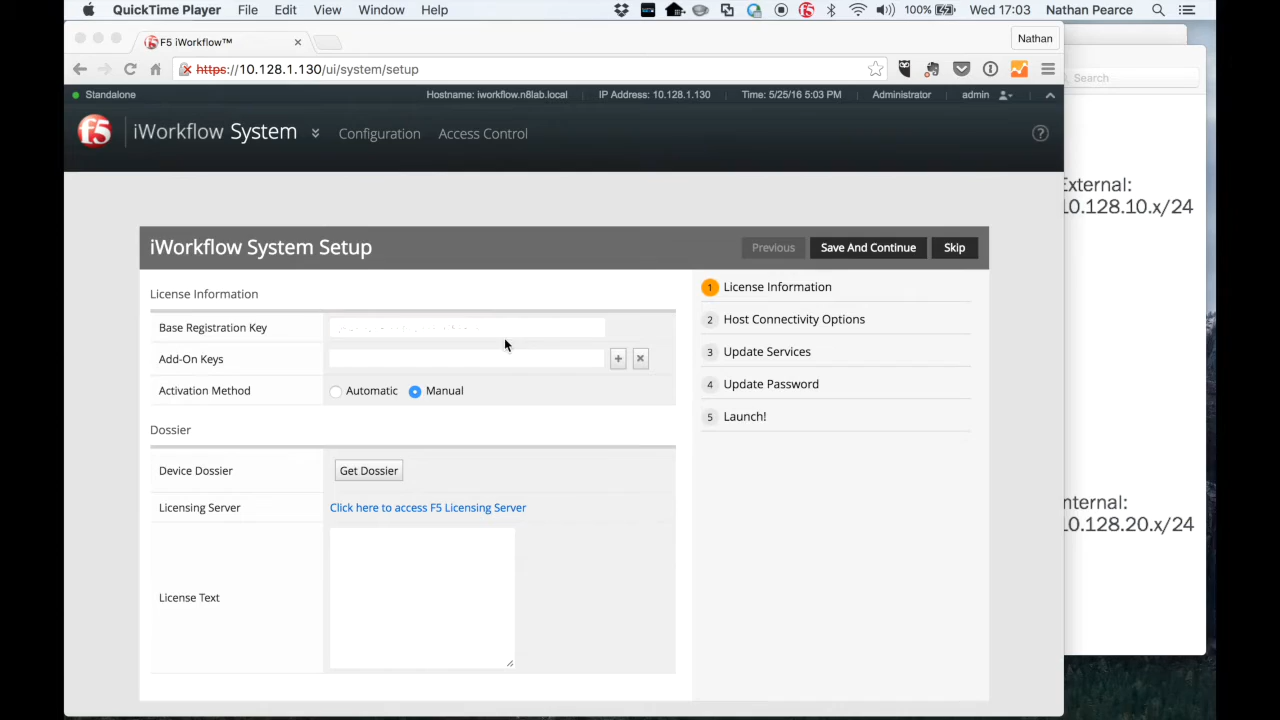 QuickTime Player File Edit View Window Help 100% Wed 17:03 Nathan Pearce
F5 iWorkflow™ Nathan
https://10.128.1.130/ui/system/setup
Search
Standalone Hostname: iworkflow.n8lab.local IP Address: 10.128.1.130 Time: 5/25/16 5:03 PM Administrator admin
f5 iWorkflow System Configuration Access Control ?
External:
10.128.10.x/24
iWorkflow System Setup Previous Save And Continue Skip
License Information
1 License Information
Base Registration Key
2 Host Connectivity Options
Add-On Keys + x
3 Update Services
Activation Method Automatic Manual
4 Update Password
5 Launch!
Dossier
Device Dossier Get Dossier
Licensing Server Click here to access F5 Licensing Server
nternal:
10.128.20.x/24
License Text